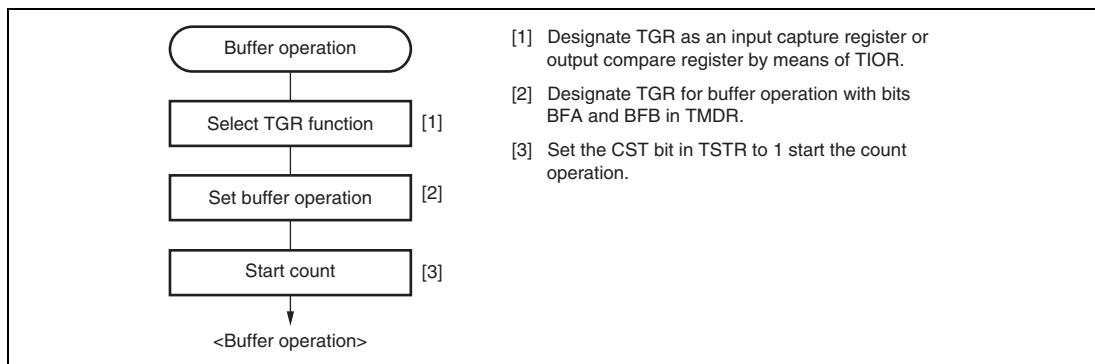 Buffer operation
Select TGR function
[1]
Set buffer operation
[2]
Start count
[3]
<Buffer operation>
[1] Designate TGR as an input capture register or
output compare register by means of TIOR.
[2] Designate TGR for buffer operation with bits
BFA and BFB in TMDR.
[3] Set the CST bit in TSTR to 1 start the count
operation.